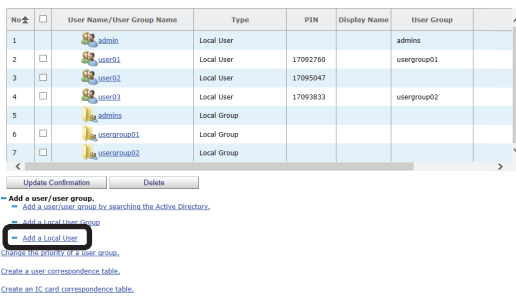 No User Name/User Group Name Type PIN Display Name User Group
1 admin Local User admins
2 user01 Local User 17092760 usergroup01
3 user02 Local User 17095047
4 user03 Local User 17093833 usergroup02
5 admins Local Group
6 usergroup01 Local Group
7 usergroup02 Local Group
Update Confirmation Delete
Add a user/user group.
Add a user/user group by searching the Active Directory.
Add a Local User Group
Add a Local User
Change the priority of a user group.
Create a user correspondence table.
Create an IC card correspondence table.